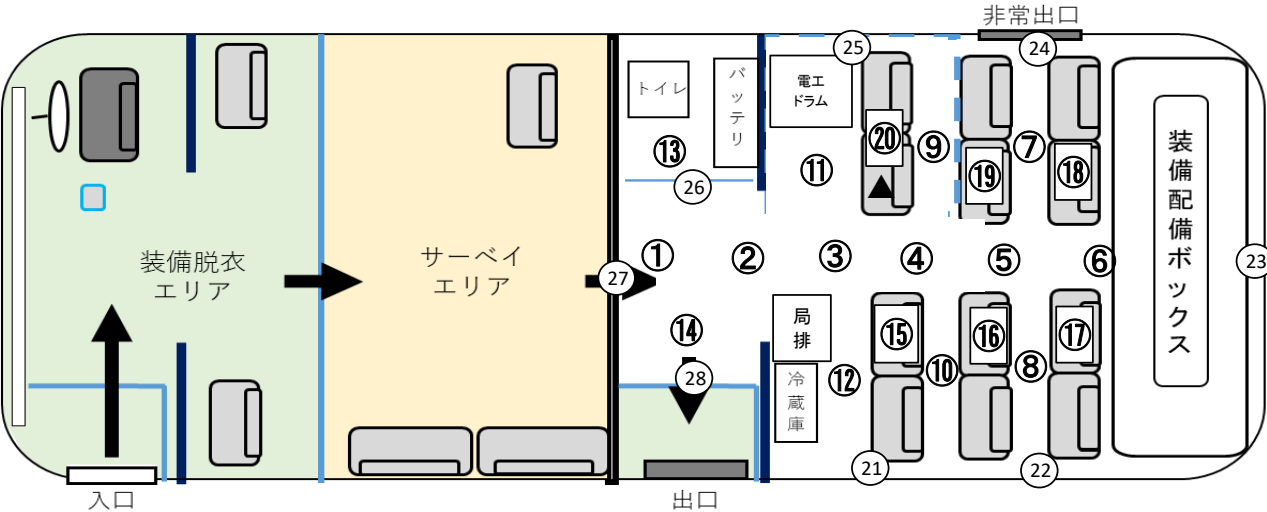 非常出口
25
24
トイレ
バッテリ
電工
ドラム
⑳
⑨
⑦
⑬
⑪
⑲
⑱
26
装備配備ボックス
装備脱衣
エリア
サーベイ
エリア
27
①
②
③
④
⑤
⑥
23
⑭
局排
⑮
⑯
⑰
28
冷蔵庫
⑫
⑩
⑧
21
22
入口
出口